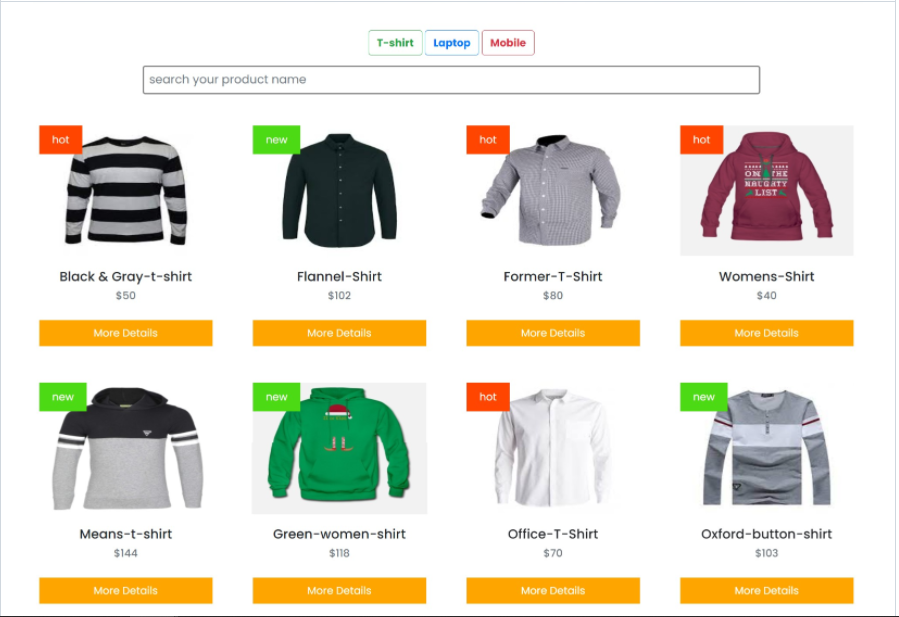 T-shirt Laptop Mobile
search your product name
hot new hot hot
ON THE
NAUGHTY
LIST
Black & Gray-t-shirt Flannel-Shirt Former-T-Shirt Womens-Shirt
$50 $102 $80 $40
More Details More Details More Details More Details
new new hot new
Means-t-shirt Green-women-shirt Office-T-Shirt Oxford-button-shirt
$144 $118 $70 $103
More Details More Details More Details More Details